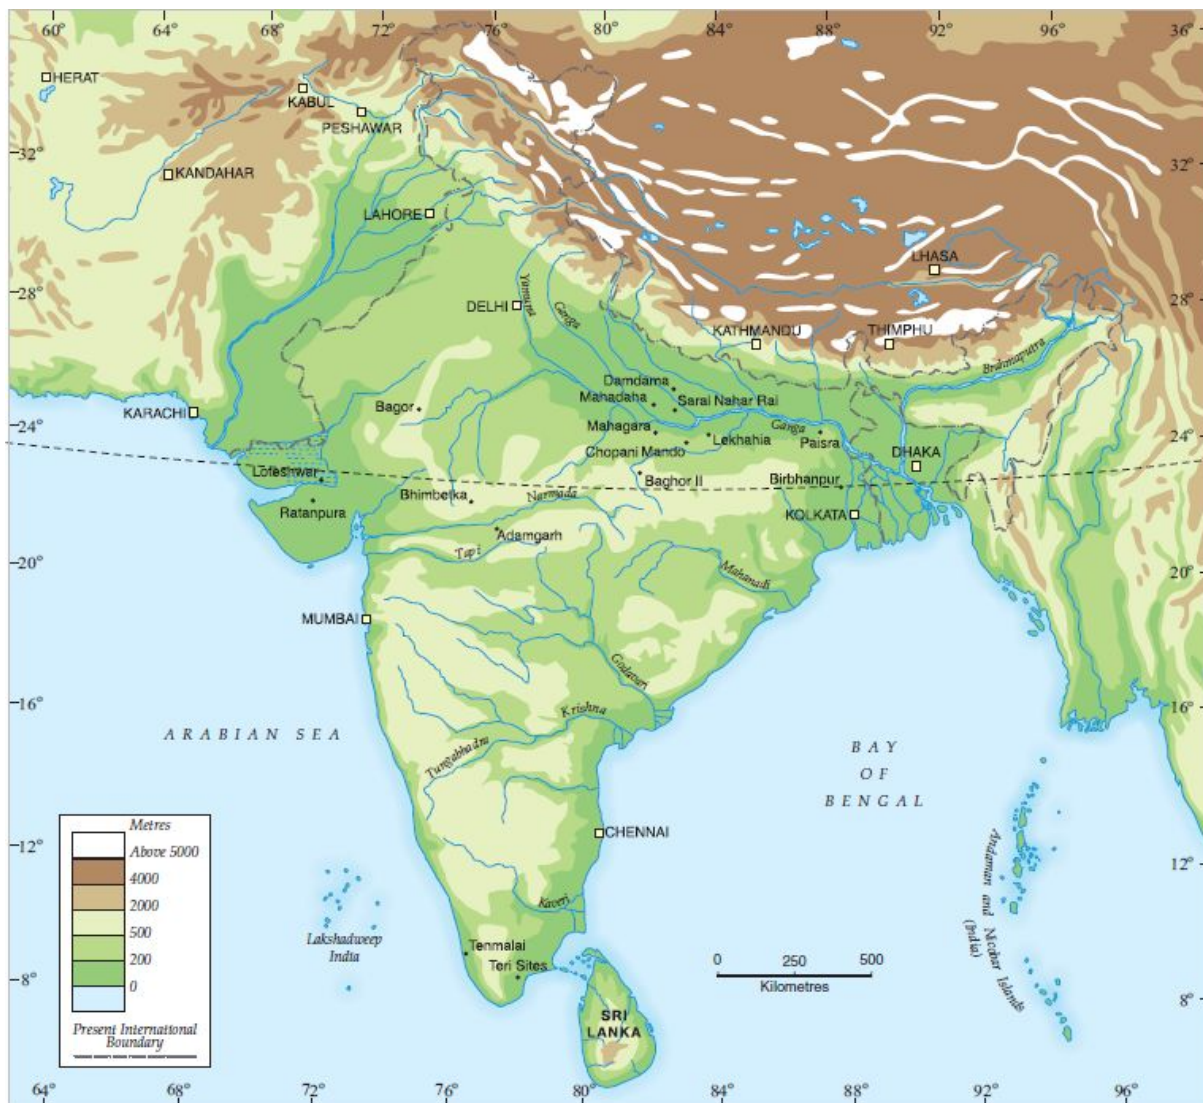 60° 64° 72° 76° 80° 84° 88° 92° 96° 36°
HERAT
KABUL
PESHAWAR
32° 32°
KANDAHAR
LAHORE
LHASA
28° 28°
DELHI
Yamuna
Ganga
KATHMANDU
THIMPHU
Brahmaputra
Damdama
Mahadaha
Sarai Nahar Rai
KARACHI
Bagor
24° 24°
Mahagara
Lekhahia
Ganga
Paisra
Chopani Mando
DHAKA
Loteshwar
Baghor II
Birbhanpur
Bhimbetka
Narmada
Ratanpura
KOLKATA
Adamgarh
Tapi
20° 20°
Mahanadi
MUMBAI
Godavari
16° 16°
Krishna
ARABIAN SEA
Tungabhadra
BAY
OF
BENGAL
CHENNAI
12° 12°
Metres
Above 5000
4000
2000
500
200
0
Present International
Boundary
Kaveri
Lakshadweep
India
Andaman and Nicobar Islands
(India)
Tenmalai
Teri Sites
8° 8°
0 250 500
Kilometres
SRI
LANKA
64° 68° 72° 76° 80° 88° 92° 96°